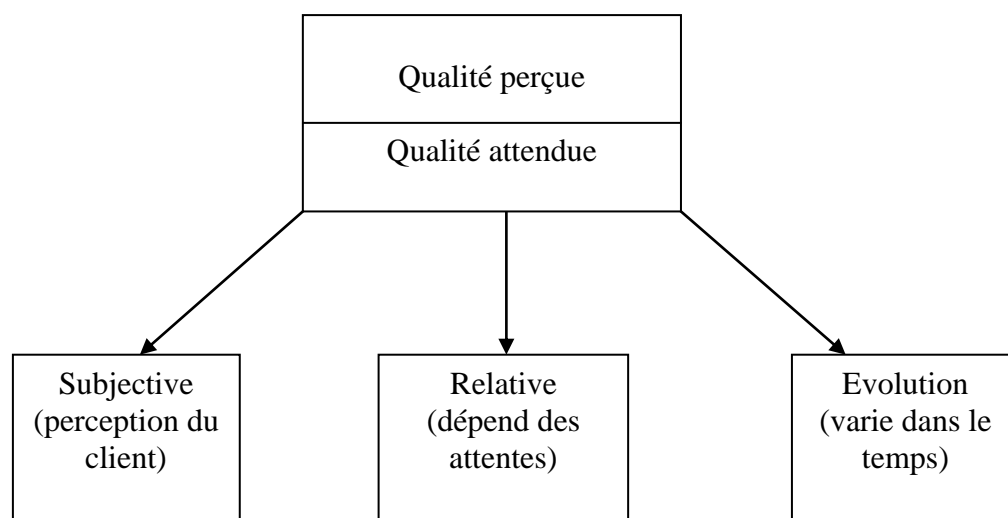 Qualité perçue
Qualité attendue
Subjective
(perception du
client)
Relative
(dépend des
attentes)
Evolution
(varie dans le
temps)